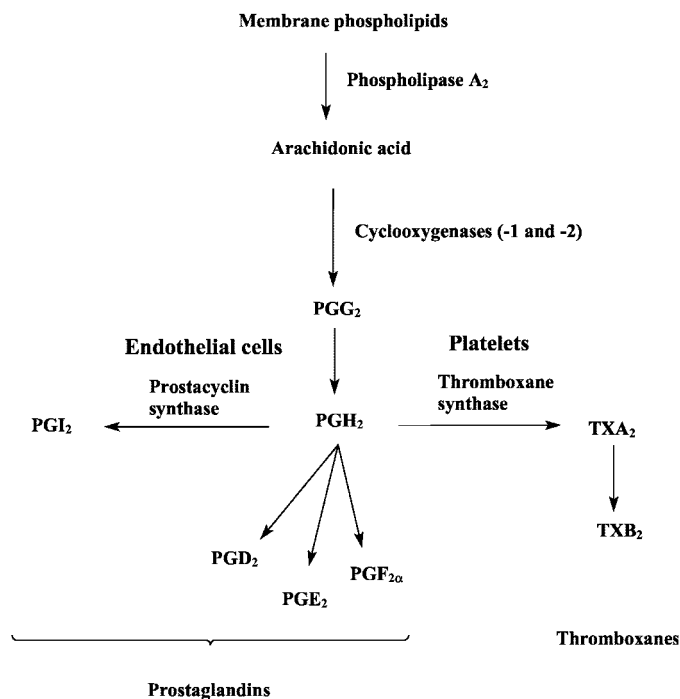 Membrane phospholipids
Phospholipase A₂
Arachidonic acid
Cyclooxygenases (-1 and -2)
PGG₂
Endothelial cells
Platelets
Prostacyclin
synthase
Thromboxane
synthase
PGI₂
PGH₂
TXA₂
TXB₂
PGD₂
PGF₂α
PGE₂
Thromboxanes
Prostaglandins